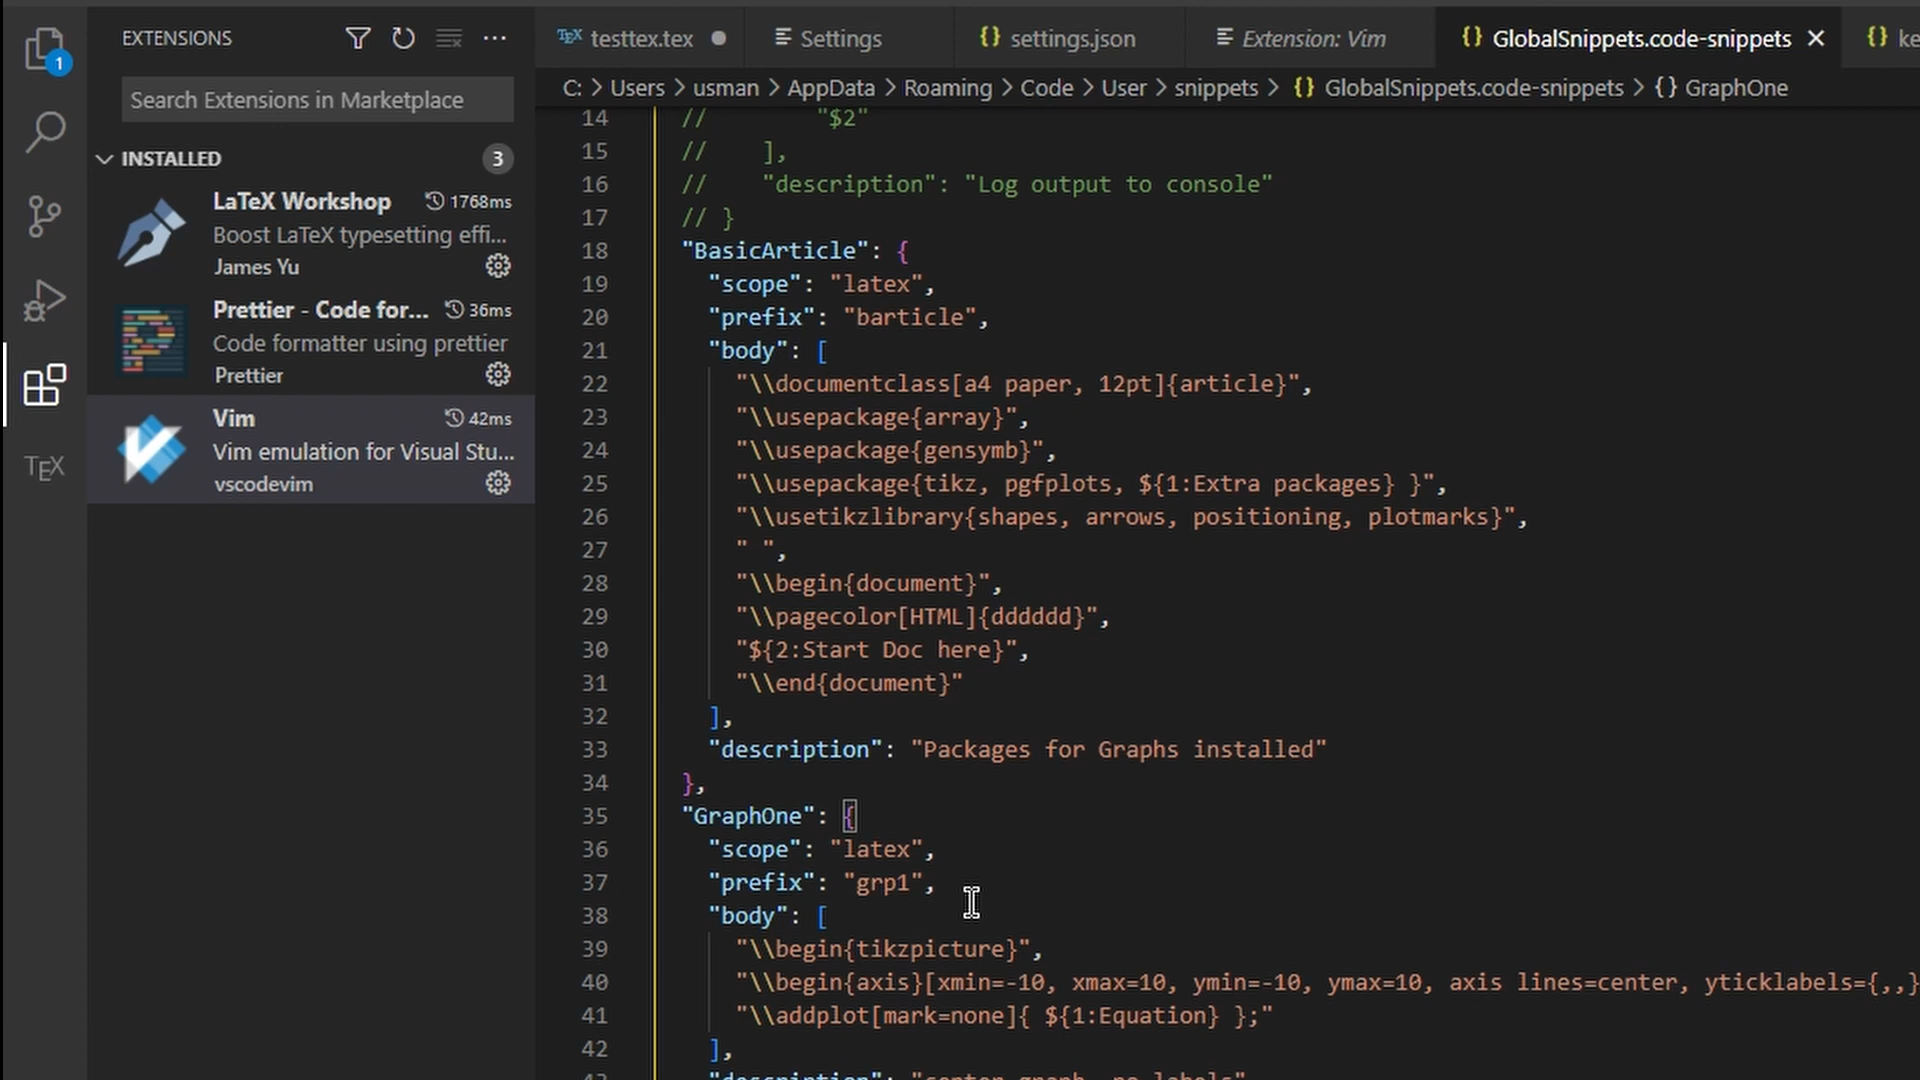 EXTENSIONS
1
Search Extensions in Marketplace
INSTALLED 3
LaTeX Workshop 1768ms
Boost LaTeX typesetting effi...
James Yu
Prettier - Code for... 36ms
Code formatter using prettier
Prettier
Vim 42ms
Vim emulation for Visual Stu...
vscodevim
TEX
TEX testtex.tex Settings {} settings.json Extension: Vim {} GlobalSnippets.code-snippets {} ke
C: > Users > usman > AppData > Roaming > Code > User > snippets > {} GlobalSnippets.code-snippets > {} GraphOne
14 // "$2"
15 // ],
16 // "description": "Log output to console"
17 // }
18 "BasicArticle": {
19 "scope": "latex",
20 "prefix": "barticle",
21 "body": [
22 "\\documentclass[a4 paper, 12pt]{article}",
23 "\\usepackage{array}",
24 "\\usepackage{gensymb}",
25 "\\usepackage{tikz, pgfplots, ${1:Extra packages} }",
26 "\\usetikzlibrary{shapes, arrows, positioning, plotmarks}",
27 " ",
28 "\\begin{document}",
29 "\\pagecolor[HTML]{dddddd}",
30 "${2:Start Doc here}",
31 "\\end{document}"
32 ],
33 "description": "Packages for Graphs installed"
34 },
35 "GraphOne": {
36 "scope": "latex",
37 "prefix": "grp1",
38 "body": [
39 "\\begin{tikzpicture}",
40 "\\begin{axis}[xmin=-10, xmax=10, ymin=-10, ymax=10, axis lines=center, yticklabels={,,}
41 "\\addplot[mark=none]{ ${1:Equation} };"
42 ],